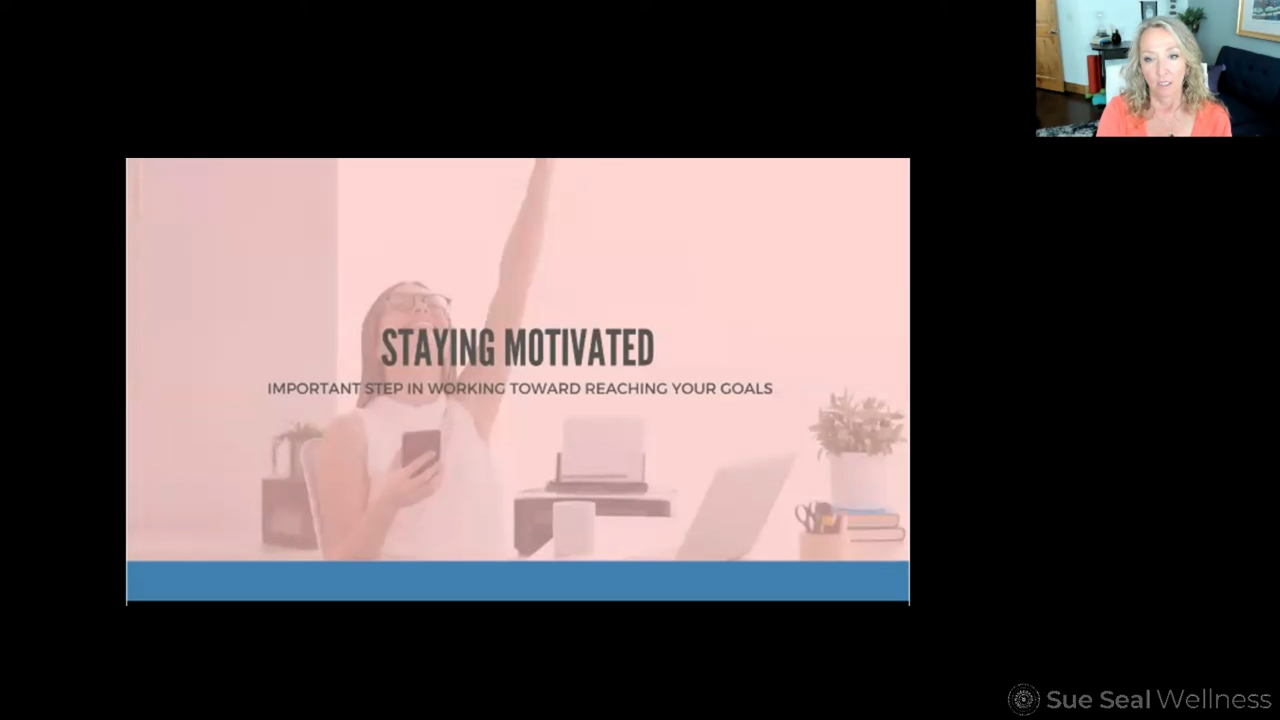 STAYING MOTIVATED
IMPORTANT STEP IN WORKING TOWARD REACHING YOUR GOALS
Sue Seal Wellness